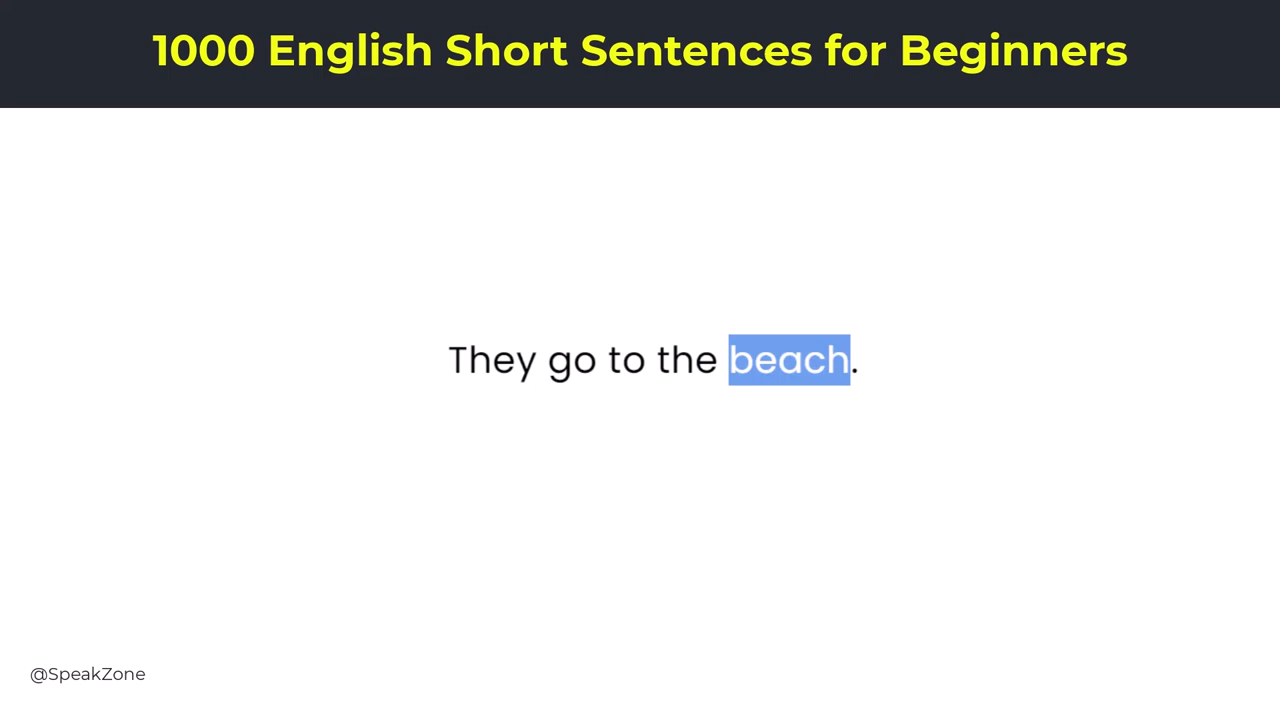 1000 English Short Sentences for Beginners
They go to the beach.
@SpeakZone